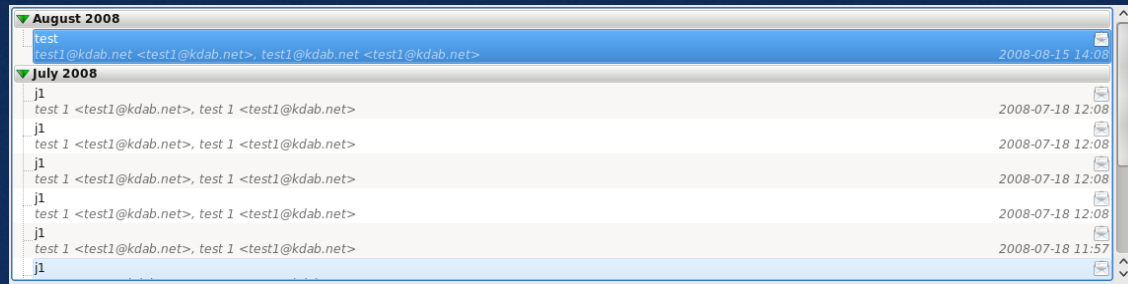 August 2008
test
test1@kdab.net <test1@kdab.net>, test1@kdab.net <test1@kdab.net> 2008-08-15 14:08
July 2008
j1
test 1 <test1@kdab.net>, test 1 <test1@kdab.net> 2008-07-18 12:08
j1
test 1 <test1@kdab.net>, test 1 <test1@kdab.net> 2008-07-18 12:08
j1
test 1 <test1@kdab.net>, test 1 <test1@kdab.net> 2008-07-18 12:08
j1
test 1 <test1@kdab.net>, test 1 <test1@kdab.net> 2008-07-18 12:08
j1
test 1 <test1@kdab.net>, test 1 <test1@kdab.net> 2008-07-18 11:57
j1